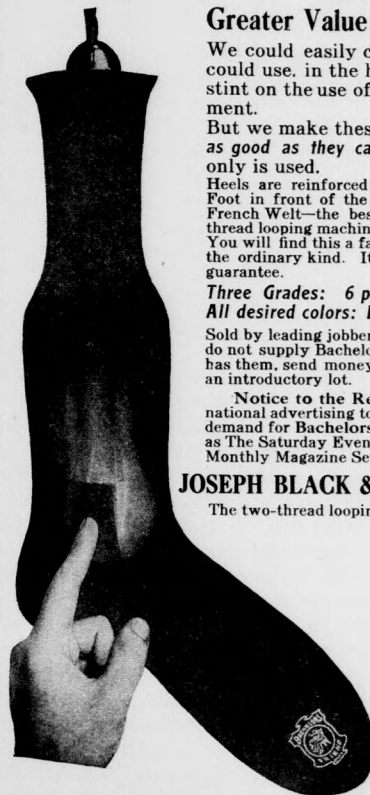 Greater Value
We could easily c
could use, in the h
stint on the use of
ment.
But we make thes
as good as they ca
only is used.
Heels are reinforced
Foot in front of the
French Welt—the bes
thread looping machin
You will find this a fa
the ordinary kind. It
guarantee.
Three Grades: 6 p
All desired colors:
Sold by leading jobber
do not supply Bachelo
has them, send money
an introductory lot.
Notice to the Re
national advertising to
demand for Bachelors
as The Saturday Even
Monthly Magazine Se
JOSEPH BLACK &
The two-thread loopin
BACHELORS
FRIEND